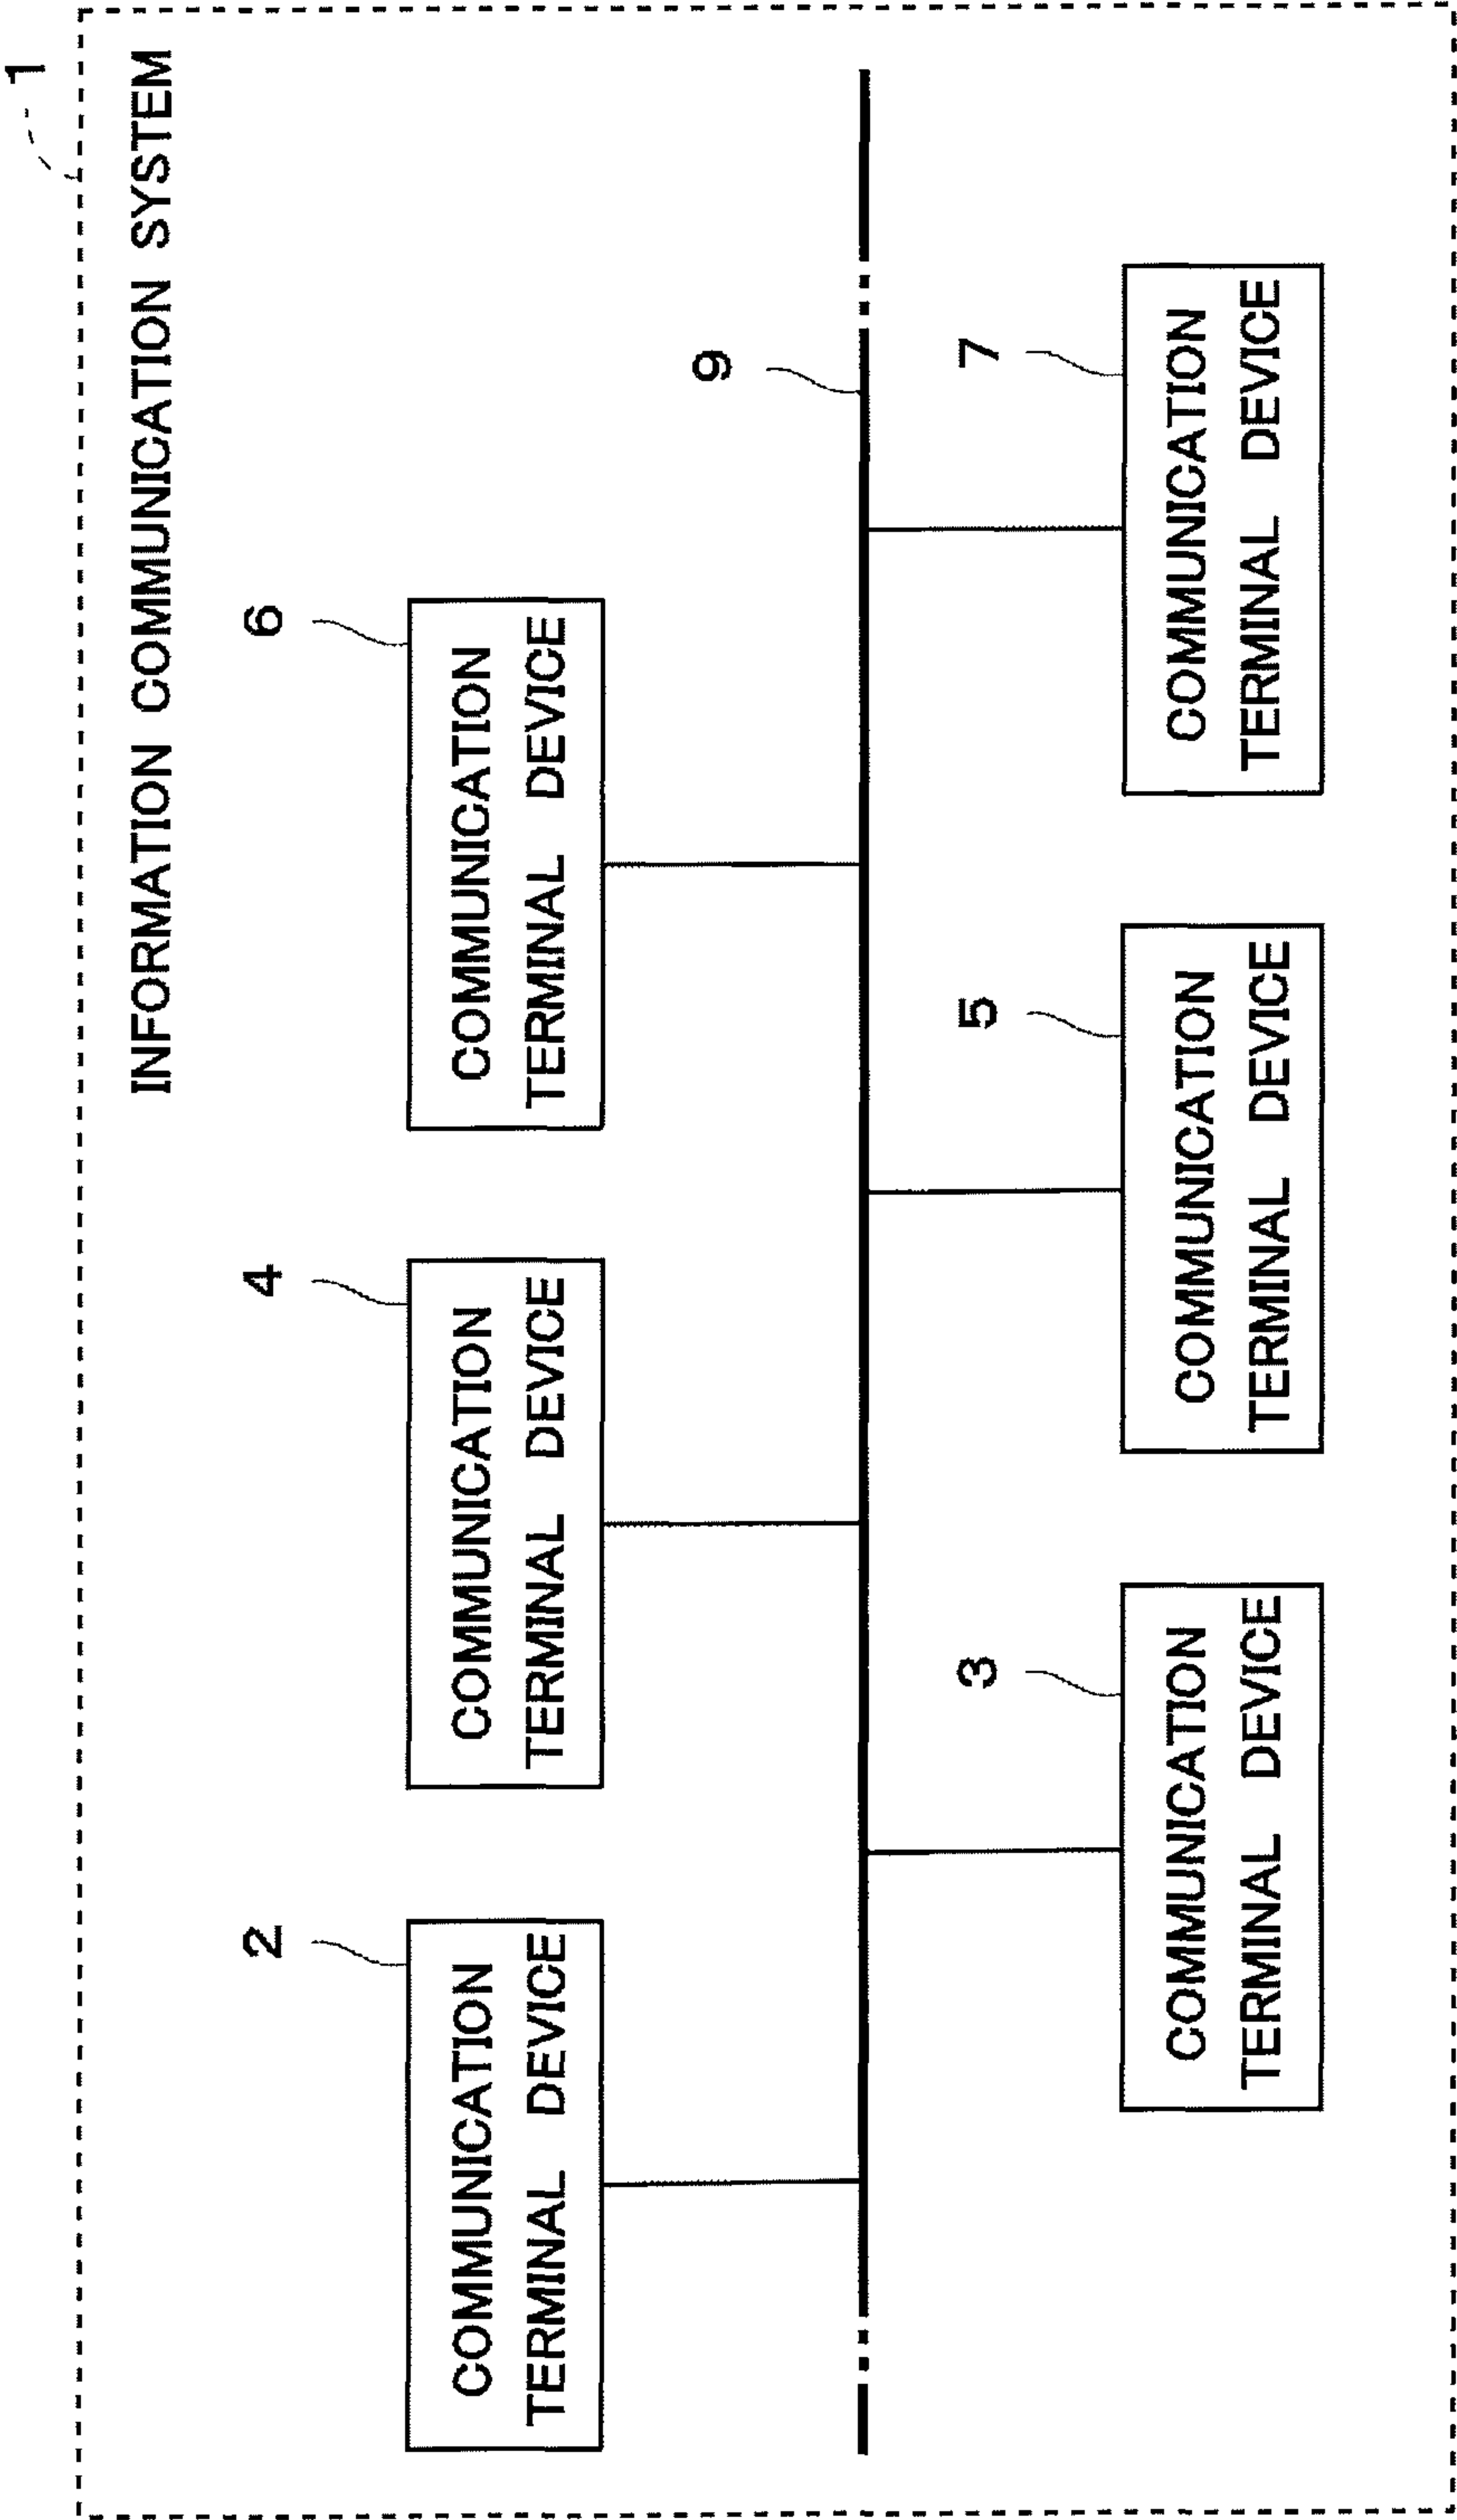 1
INFORMATION COMMUNICATION SYSTEM
2
COMMUNICATION
TERMINAL DEVICE
4
COMMUNICATION
TERMINAL DEVICE
6
COMMUNICATION
TERMINAL DEVICE
9
3
COMMUNICATION
TERMINAL DEVICE
5
COMMUNICATION
TERMINAL DEVICE
7
COMMUNICATION
TERMINAL DEVICE